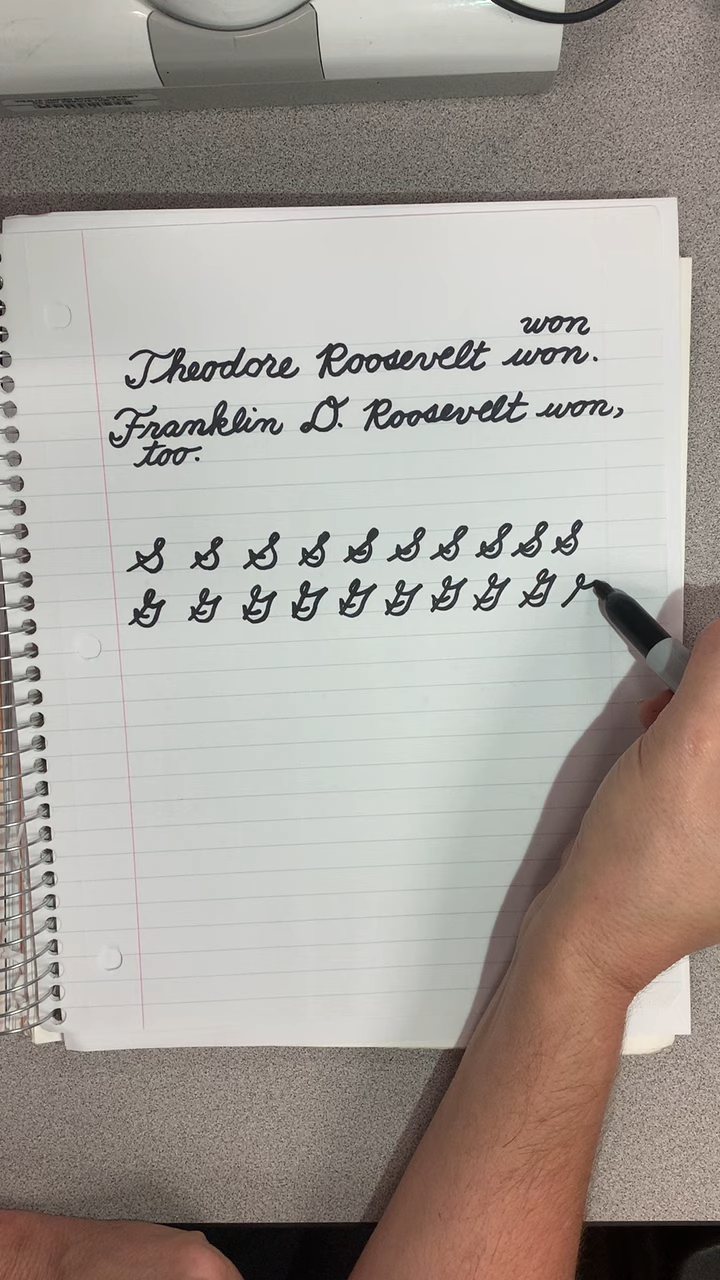 won
Theodore Roosevelt won.
Franklin D. Roosevelt won,
too.
S S S S S S S S S S
G G G G G G G G G